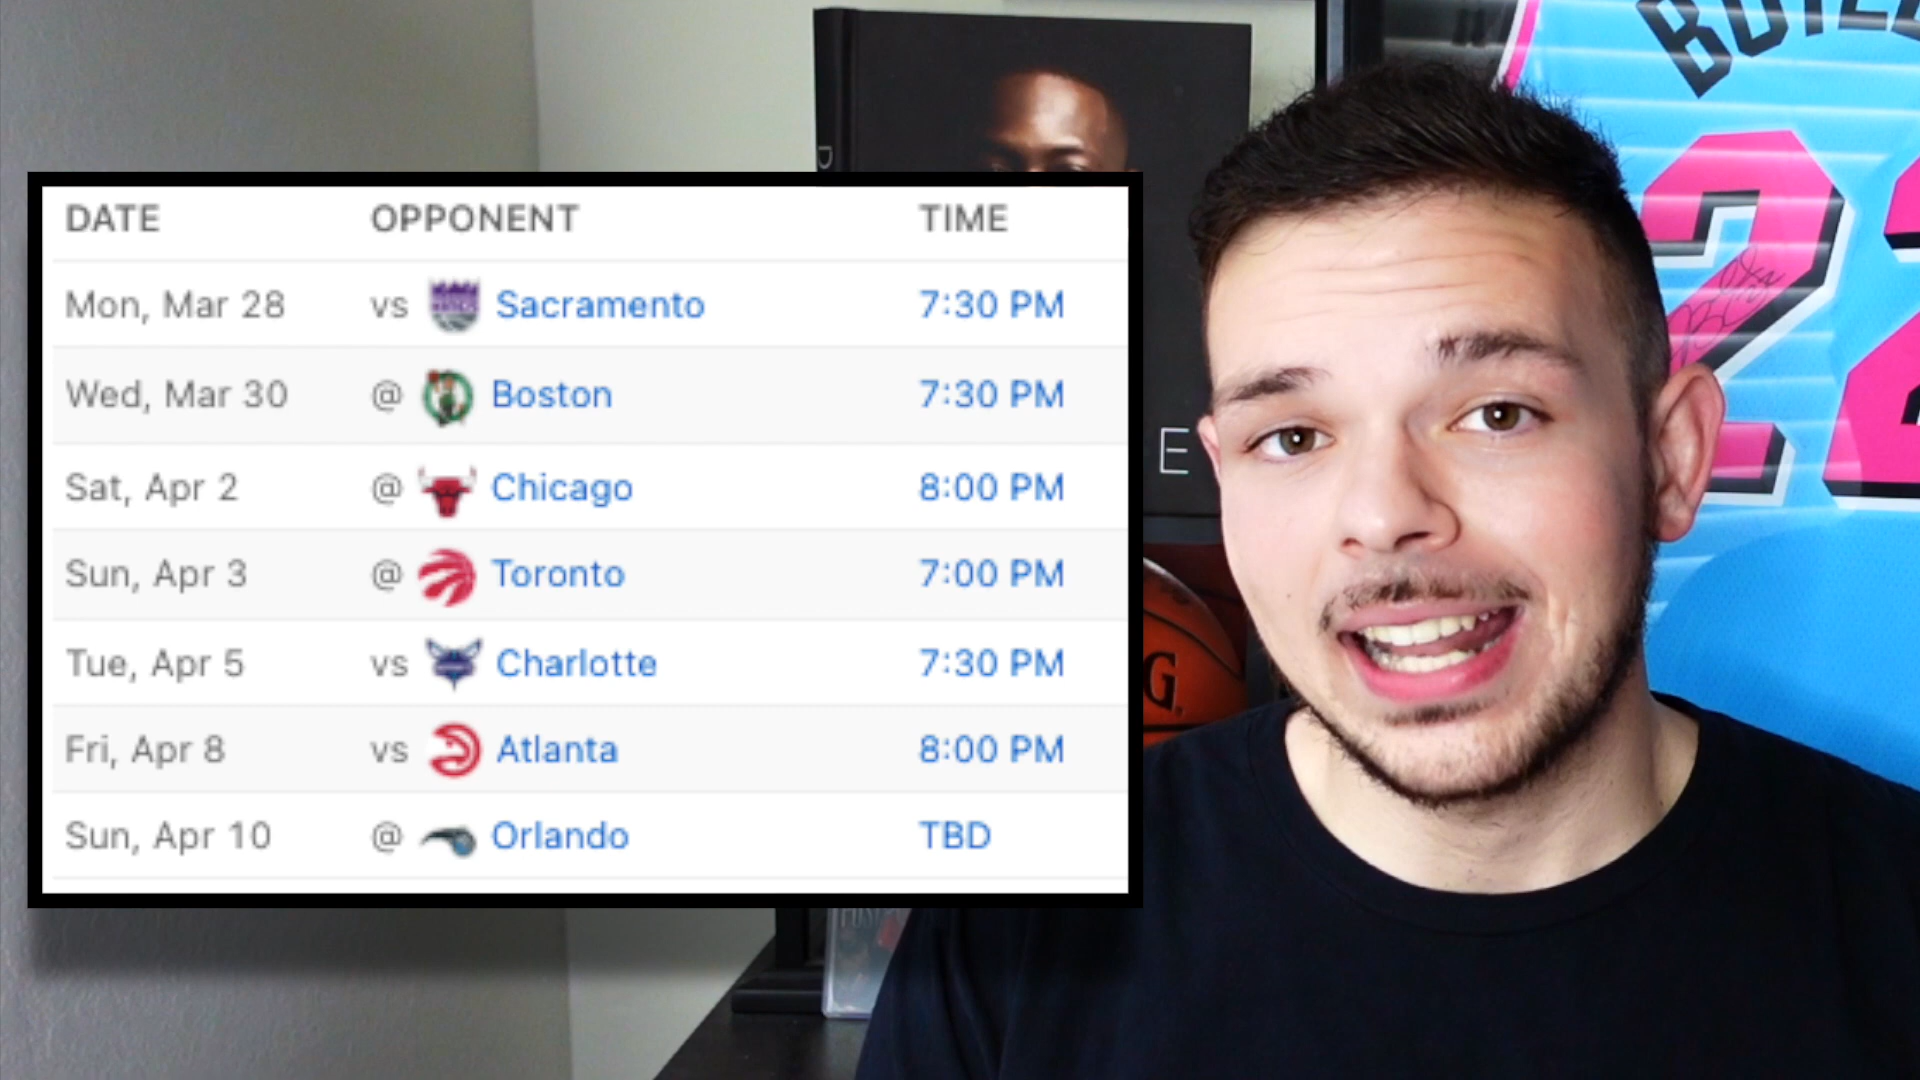 BUTLE
22
D
E
G
DATE OPPONENT TIME
Mon, Mar 28 vs Sacramento 7:30 PM
Wed, Mar 30 @ Boston 7:30 PM
Sat, Apr 2 @ Chicago 8:00 PM
Sun, Apr 3 @ Toronto 7:00 PM
Tue, Apr 5 vs Charlotte 7:30 PM
Fri, Apr 8 vs Atlanta 8:00 PM
Sun, Apr 10 @ Orlando TBD